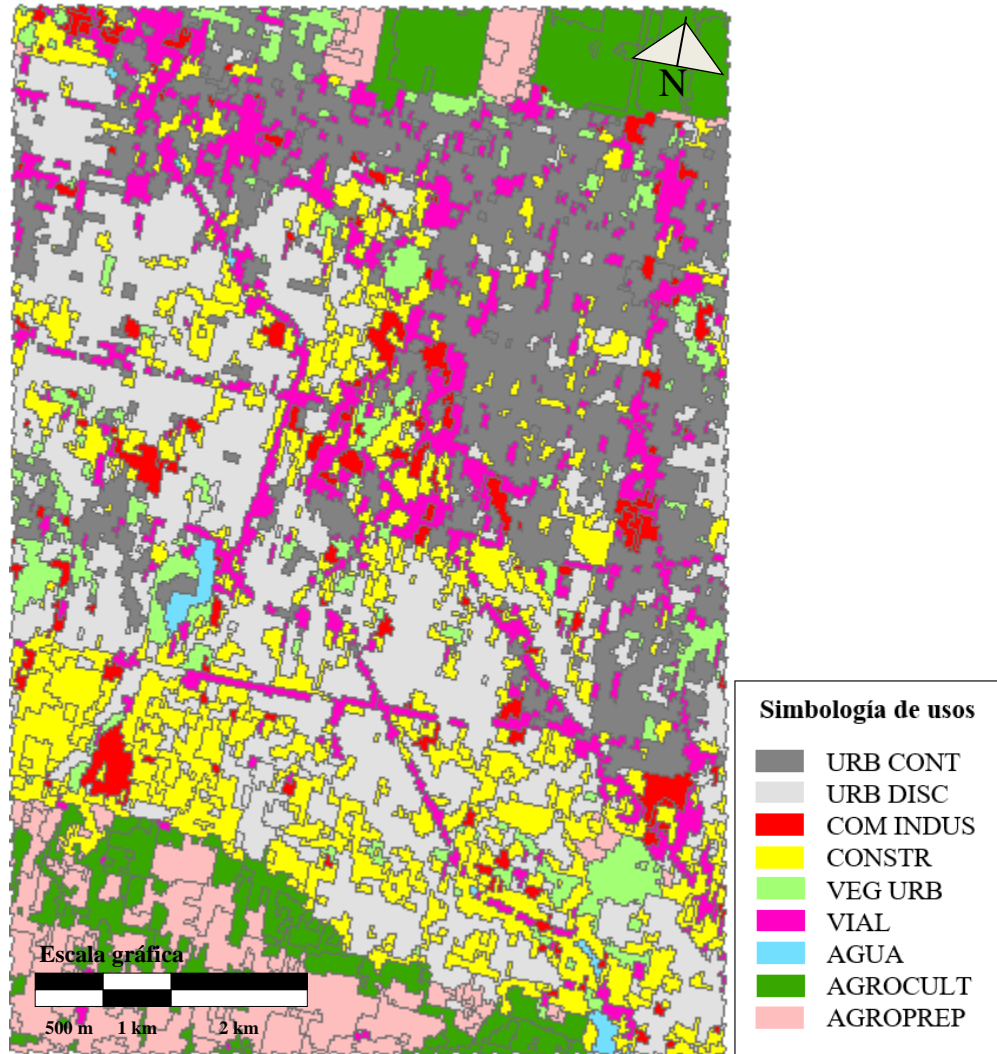 N
Simbología de usos
URB CONT
URB DISC
COM INDUS
CONSTR
VEG URB
VIAL
AGUA
AGROCULT
AGROPREP
Escala gráfica
500 m 1 km 2 km